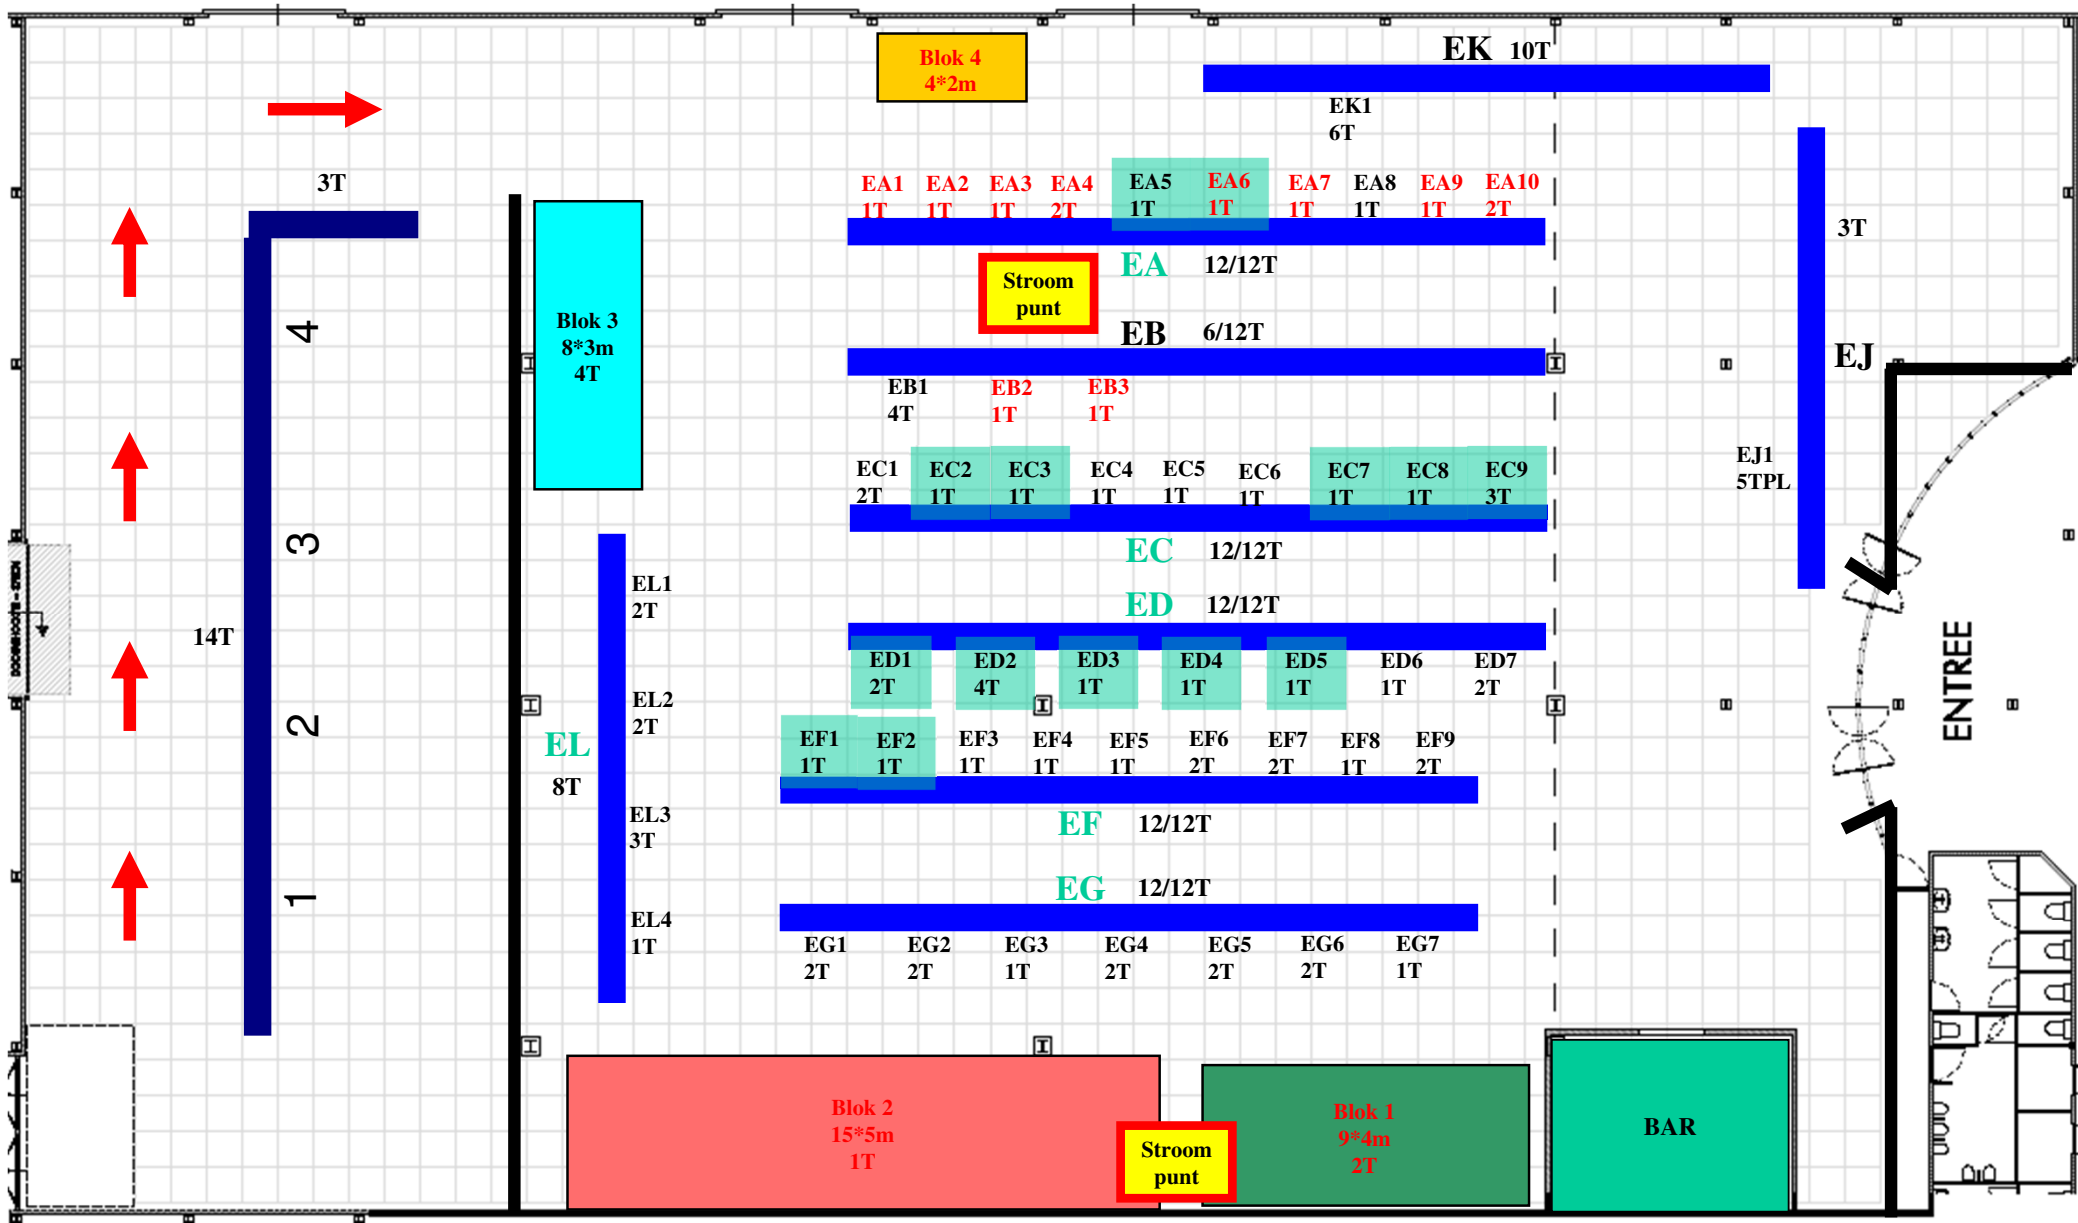 Blok 4
4*2m
EK 10T
EK1
6T
3T
EA1 EA2 EA3 EA4 EA5 EA6 EA7 EA8 EA9 EA10
1T 1T 1T 2T 1T 1T 1T 1T 1T 2T
EA 12/12T
Stroom
punt
EB 6/12T
EB1 EB2 EB3
4T 1T 1T
Blok 3
8*3m
4T
3T
EJ
EJ1
5TPL
EC1 EC2 EC3 EC4 EC5 EC6 EC7 EC8 EC9
2T 1T 1T 1T 1T 1T 1T 1T 3T
EC 12/12T
ED 12/12T
ED1 ED2 ED3 ED4 ED5 ED6 ED7
2T 4T 1T 1T 1T 1T 2T
EF1 EF2 EF3 EF4 EF5 EF6 EF7 EF8 EF9
1T 1T 1T 1T 1T 2T 2T 1T 2T
EF 12/12T
EG 12/12T
EG1 EG2 EG3 EG4 EG5 EG6 EG7
2T 2T 1T 2T 2T 2T 1T
EL1
2T
EL2
2T
EL
8T
EL3
3T
EL4
1T
14T
4
3
2
1
ENTREE
Blok 2
15*5m
1T
Stroom
punt
Blok 1
9*4m
2T
BAR